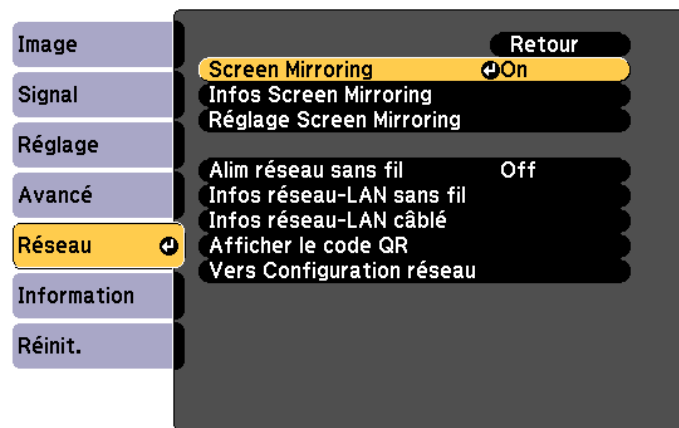 Image
Signal
Réglage
Avancé
Réseau
Information
Réinit.
Retour
Screen Mirroring On
Infos Screen Mirroring
Réglage Screen Mirroring
Alim réseau sans fil Off
Infos réseau-LAN sans fil
Infos réseau-LAN câblé
Afficher le code QR
Vers Configuration réseau